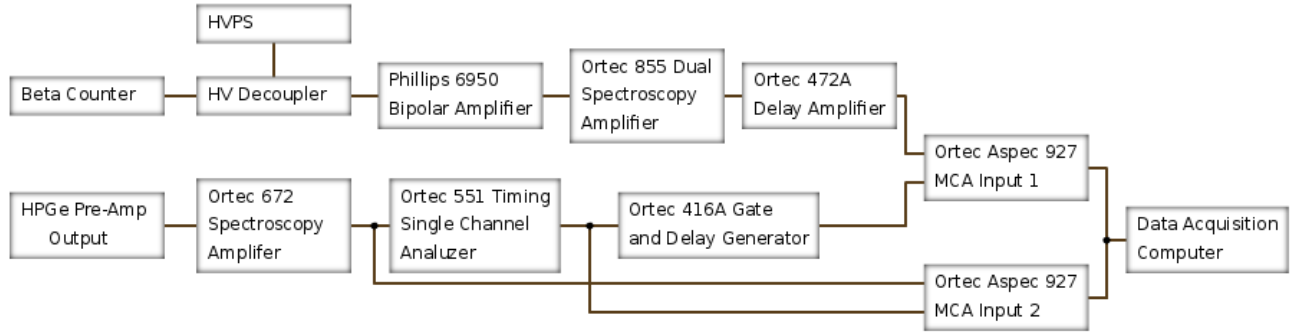 HVPS
Beta Counter
HV Decoupler
Phillips 6950
Bipolar Amplifier
Ortec 855 Dual
Spectroscopy
Amplifier
Ortec 472A
Delay Amplifier
Ortec Aspec 927
MCA Input 1
HPGe Pre-Amp
Output
Ortec 672
Spectroscopy
Amplifer
Ortec 551 Timing
Single Channel
Analuzer
Ortec 416A Gate
and Delay Generator
Ortec Aspec 927
MCA Input 2
Data Acquisition
Computer